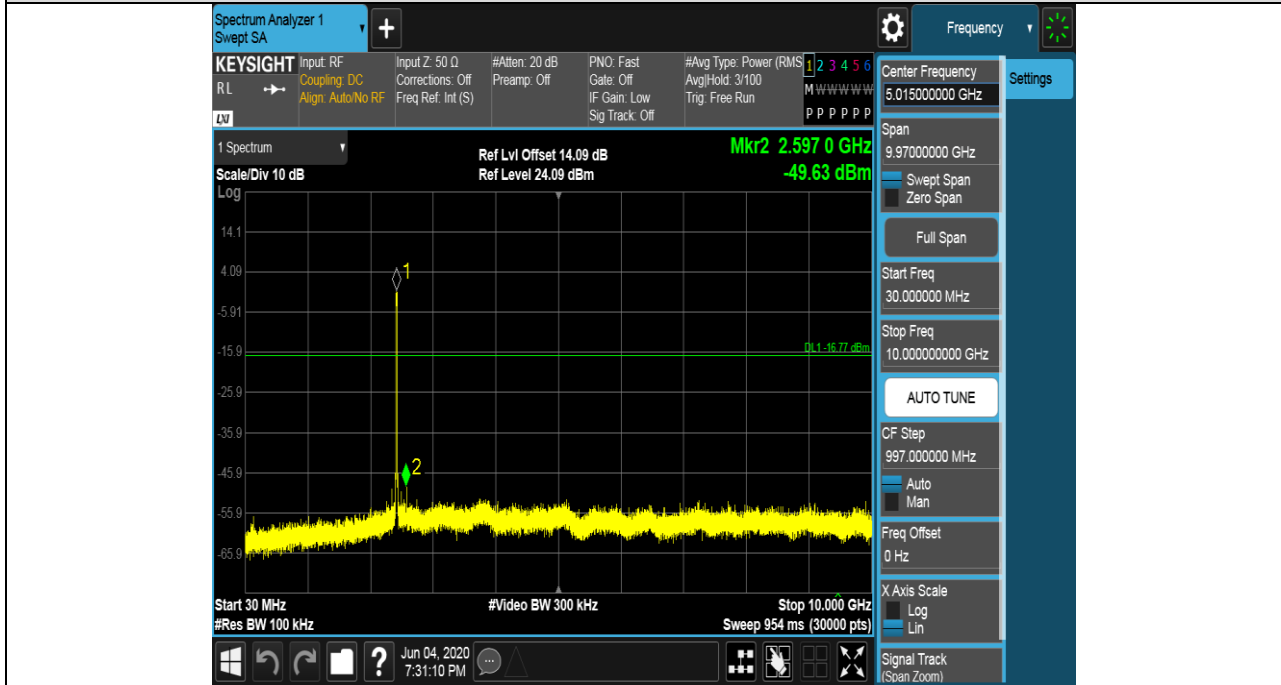 Spectrum Analyzer 1
Swept SA
+
Frequency
KEYSIGHT
RL
LXI
Input: RF
Coupling: DC
Align: Auto/No RF
Input Z: 50 Ω
Corrections: Off
Freq Ref: Int (S)
#Atten: 20 dB
Preamp: Off
PNO: Fast
Gate: Off
IF Gain: Low
Sig Track: Off
#Avg Type: Power (RMS
Avg|Hold: 3/100
Trig: Free Run
1 2 3 4 5 6
M W W W W W
P P P P P P
1 Spectrum
Scale/Div 10 dB
Ref Lvl Offset 14.09 dB
Ref Level 24.09 dBm
Mkr2 2.597 0 GHz
-49.63 dBm
Log
14.1
4.09
-5.91
-15.9
-25.9
-35.9
-45.9
-55.9
-65.9
1
2
DL1 -16.77 dBm
Start 30 MHz
#Res BW 100 kHz
#Video BW 300 kHz
Stop 10.000 GHz
Sweep 954 ms (30000 pts)
?
Jun 04, 2020
7:31:10 PM
Center Frequency
5.015000000 GHz
Span
9.97000000 GHz
Swept Span
Zero Span
Full Span
Start Freq
30.000000 MHz
Stop Freq
10.000000000 GHz
AUTO TUNE
CF Step
997.000000 MHz
Auto
Man
Freq Offset
0 Hz
X Axis Scale
Log
Lin
Signal Track
(Span Zoom)
Settings